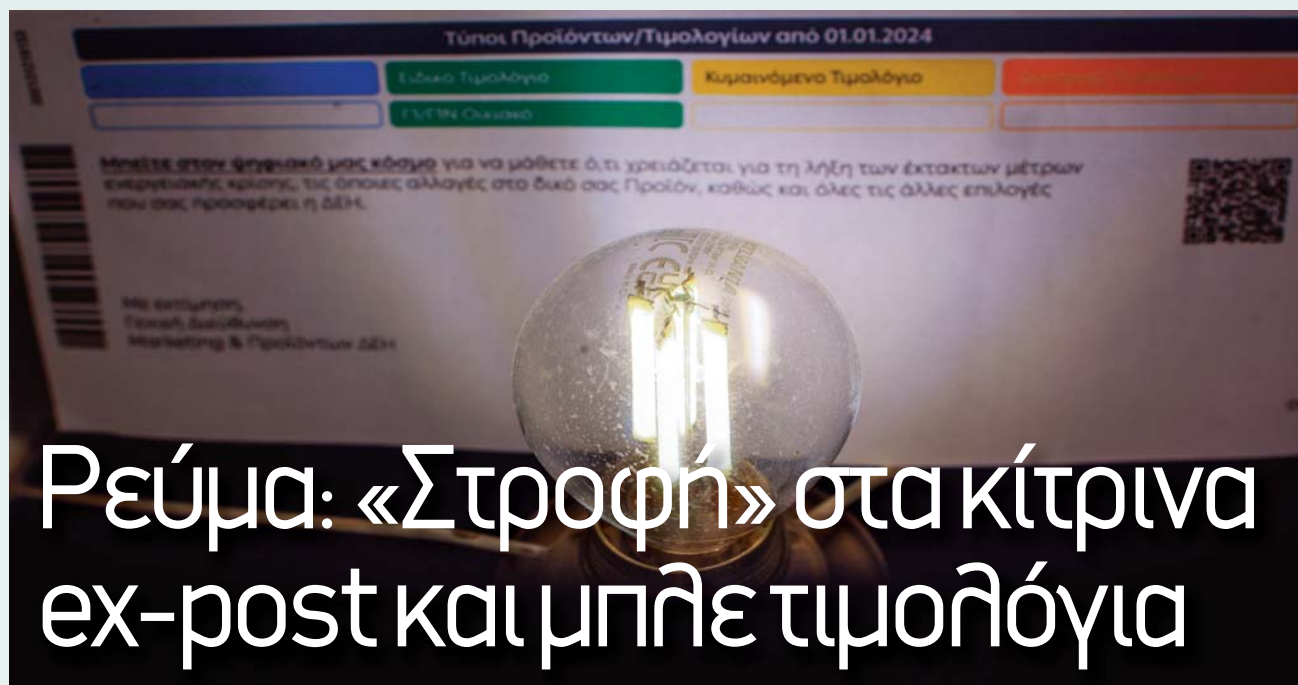 Τύποι Προϊόντων/Τιμολογίων από 01.01.2024
Ειδικό Τιμολόγιο Κυμαινόμενο Τιμολόγιο
Γ1/Γ1Ν Οικιακό
Μπείτε στον ψηφιακό μας κόσμο για να μάθετε ό,τι χρειάζεται για τη λήξη των έκτακτων μέτρων
ενεργειακής κρίσης, τις όποιες αλλαγές στο δικό σας Προϊόν, καθώς και όλες τις άλλες επιλογές
που σας προσφέρει η ΔΕΗ.
Με εκτίμηση,
Γενική Διεύθυνση
Marketing & Προϊόντων ΔΕΗ
Ρεύμα: «Στροφή» στα κίτρινα
ex-post και μπλε τιμολόγια